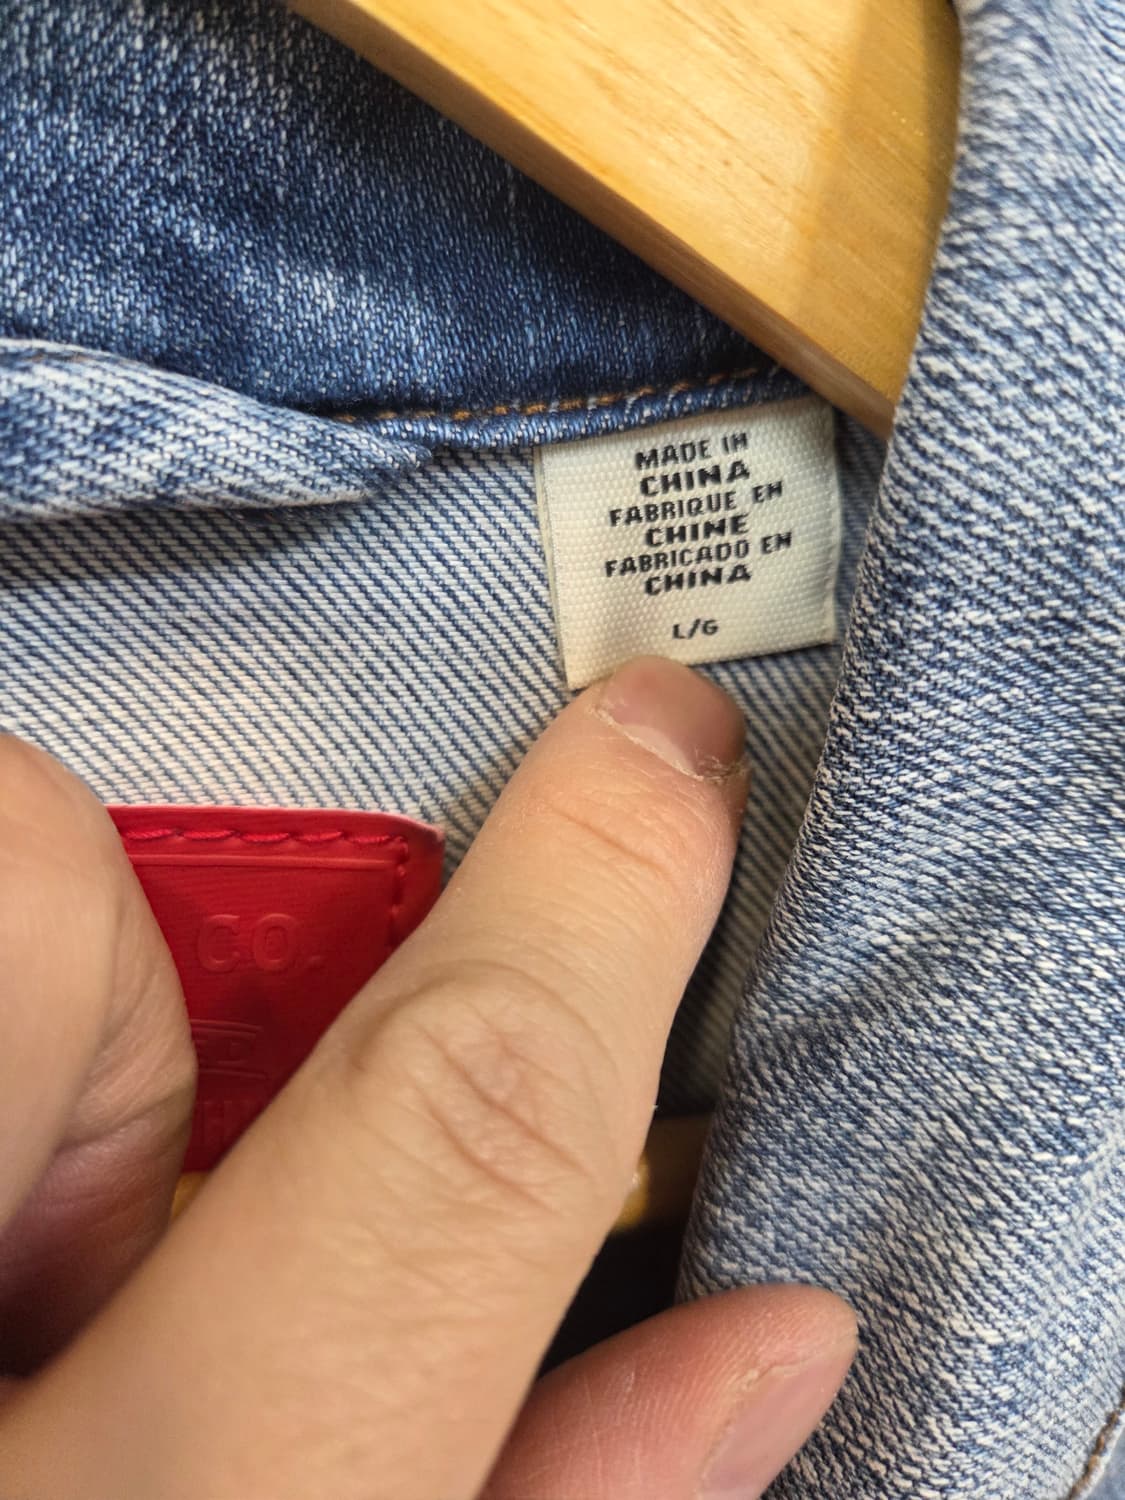 MADE IN
CHINA
FABRIQUE EN
CHINE
FABRICADO EN
CHINA
L/G
CO.